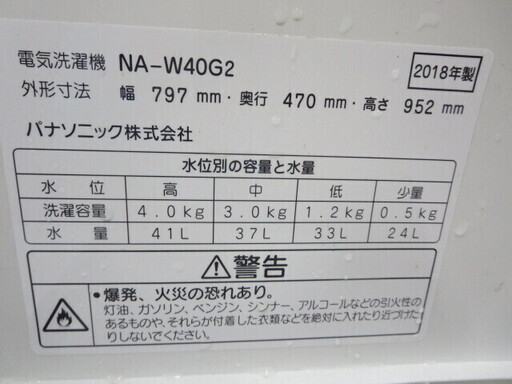 電気洗濯機 NA-W40G2 2018年製
外形寸法 幅 797 mm・奥行 470 mm・高さ 952 mm
パナソニック株式会社
水位別の容量と水量
水位 高 中 低 少量
洗濯容量 4.0kg 3.0kg 1.2kg 0.5kg
水量 41L 37L 33L 24L
警告
●爆発、火災の恐れあり。
灯油、ガソリン、ベンジン、シンナー、アルコールなどの引火性の
あるものや、それらが付着した衣類などを絶対に入れたり近づけた
りしないでください。